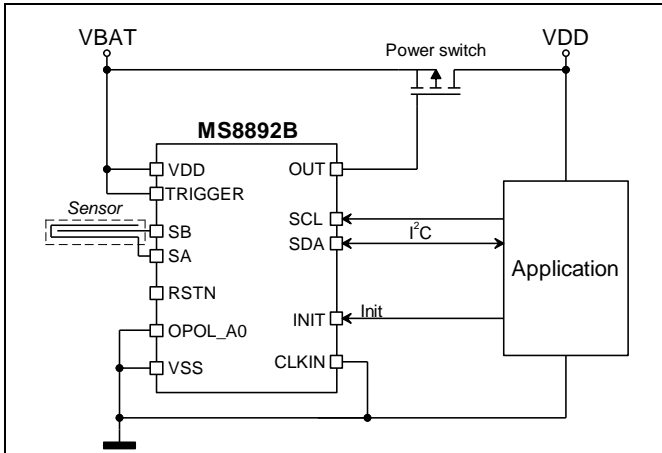 VBAT
Power switch
VDD
MS8892B
VDD
OUT
TRIGGER
Sensor
SB
SCL
SA
SDA
I²C
Application
RSTN
INIT
Init
OPOL_A0
CLKIN
VSS